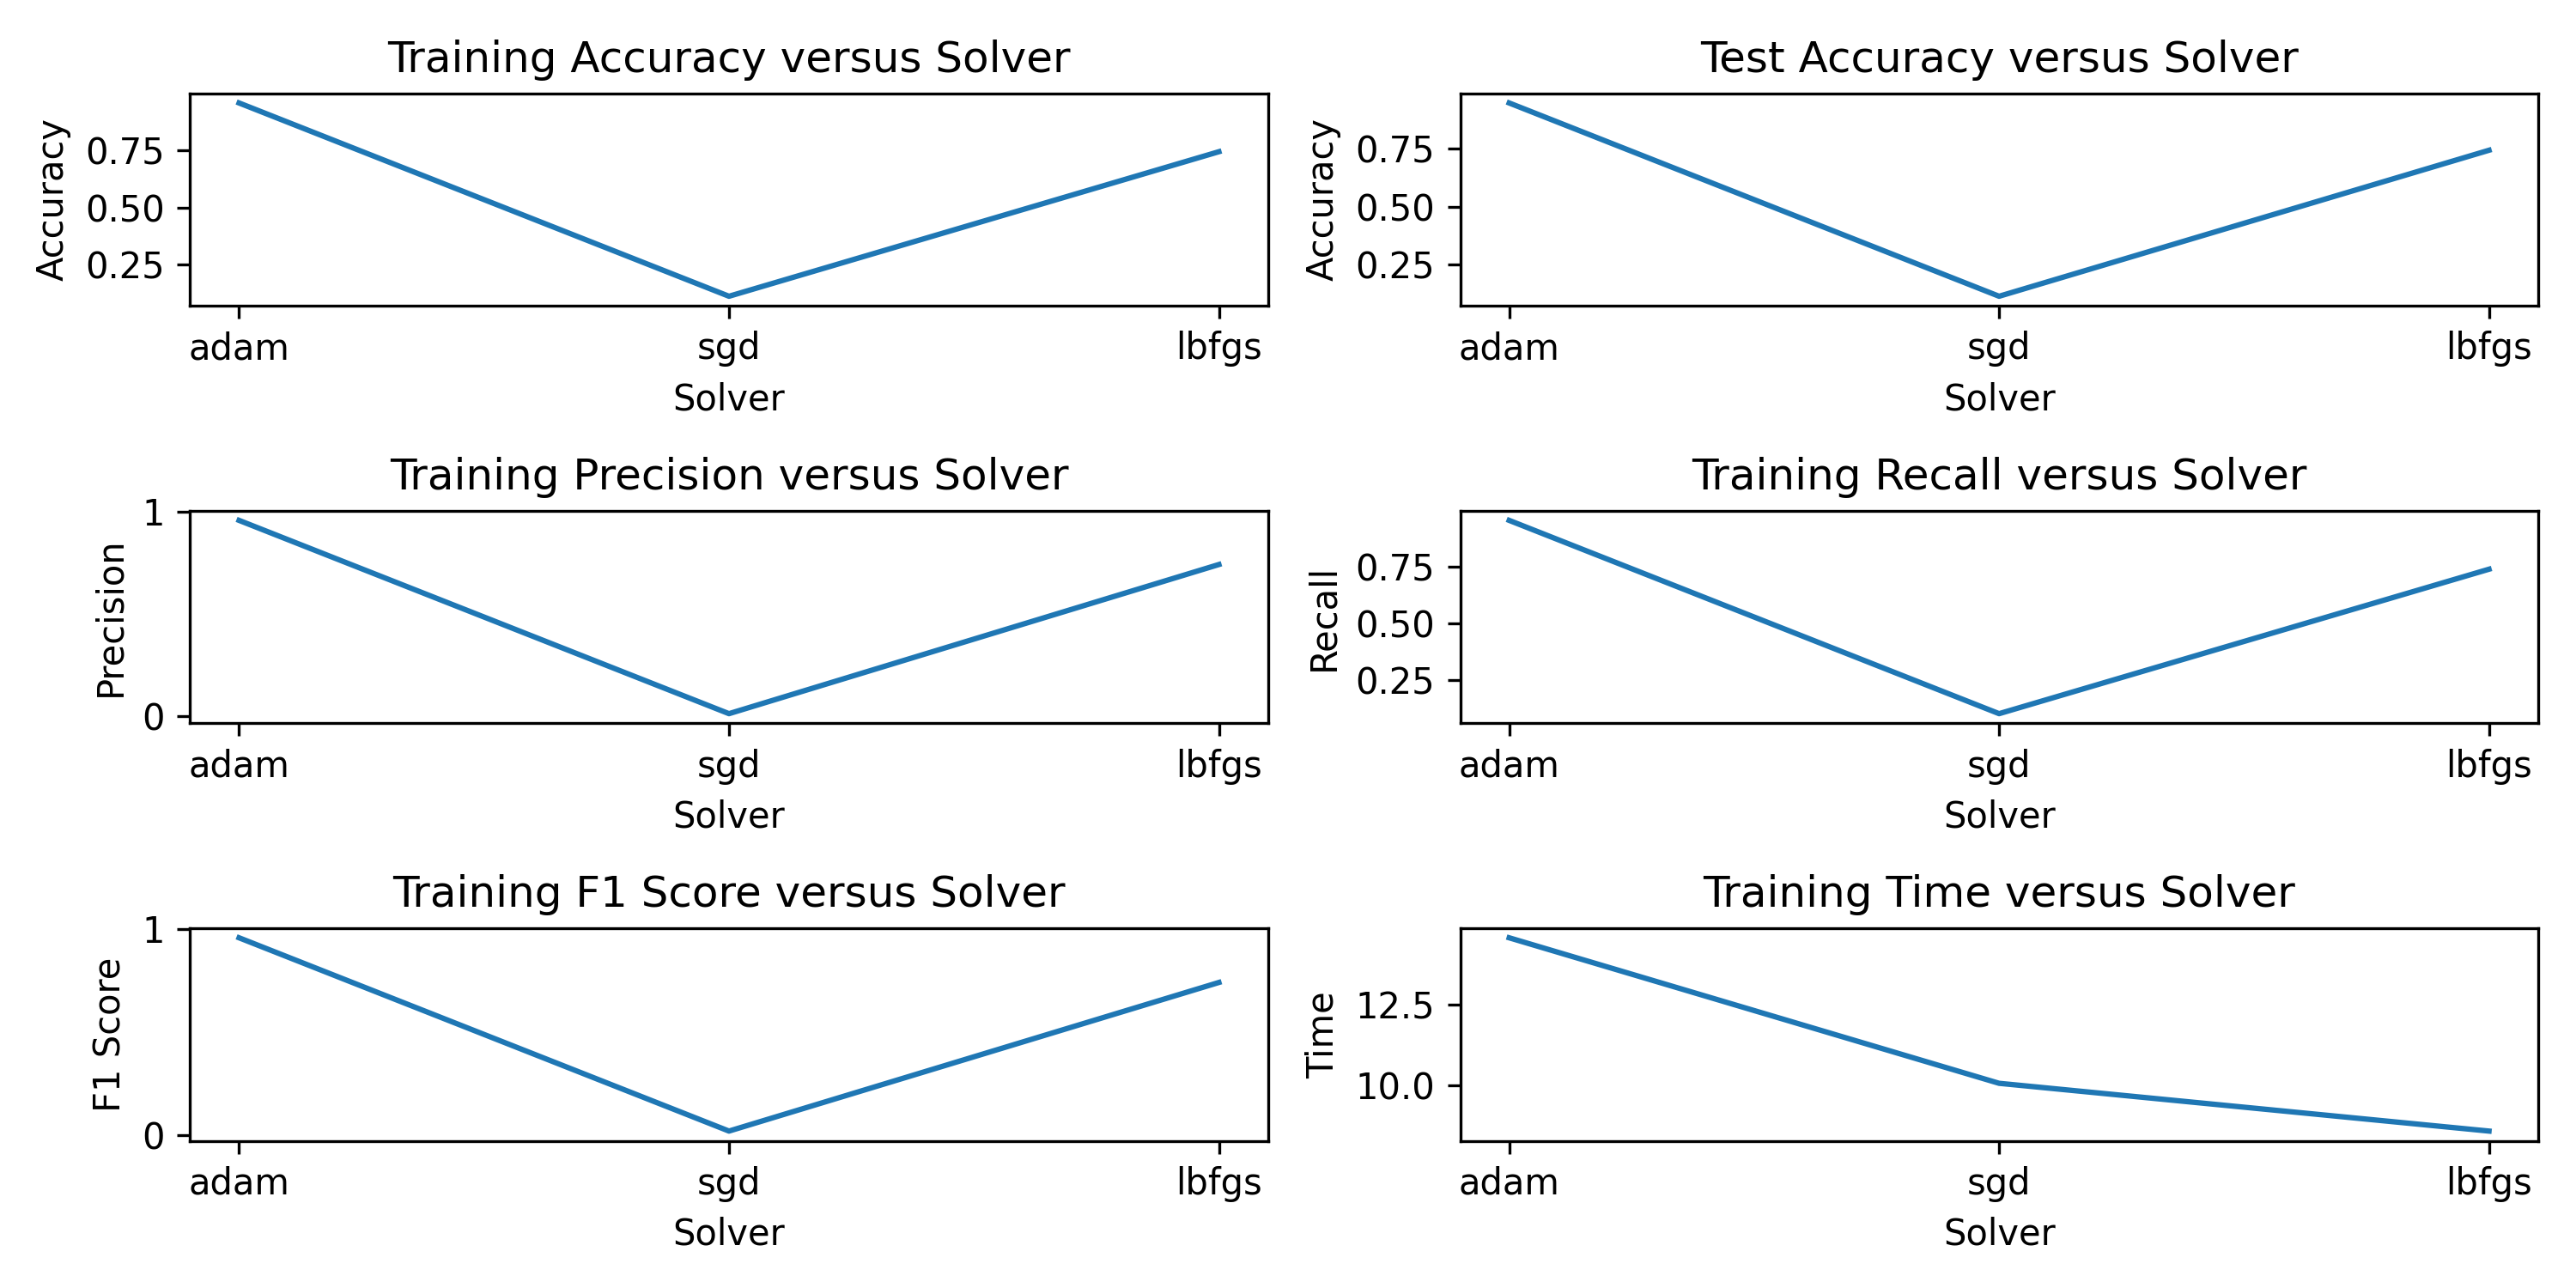 Training Accuracy versus Solver
Accuracy
0.75
0.50
0.25
adam sgd lbfgs
Solver
Test Accuracy versus Solver
Accuracy
0.75
0.50
0.25
adam sgd lbfgs
Solver
Training Precision versus Solver
Precision
1
0
adam sgd lbfgs
Solver
Training Recall versus Solver
Recall
0.75
0.50
0.25
adam sgd lbfgs
Solver
Training F1 Score versus Solver
F1 Score
1
0
adam sgd lbfgs
Solver
Training Time versus Solver
Time
12.5
10.0
adam sgd lbfgs
Solver